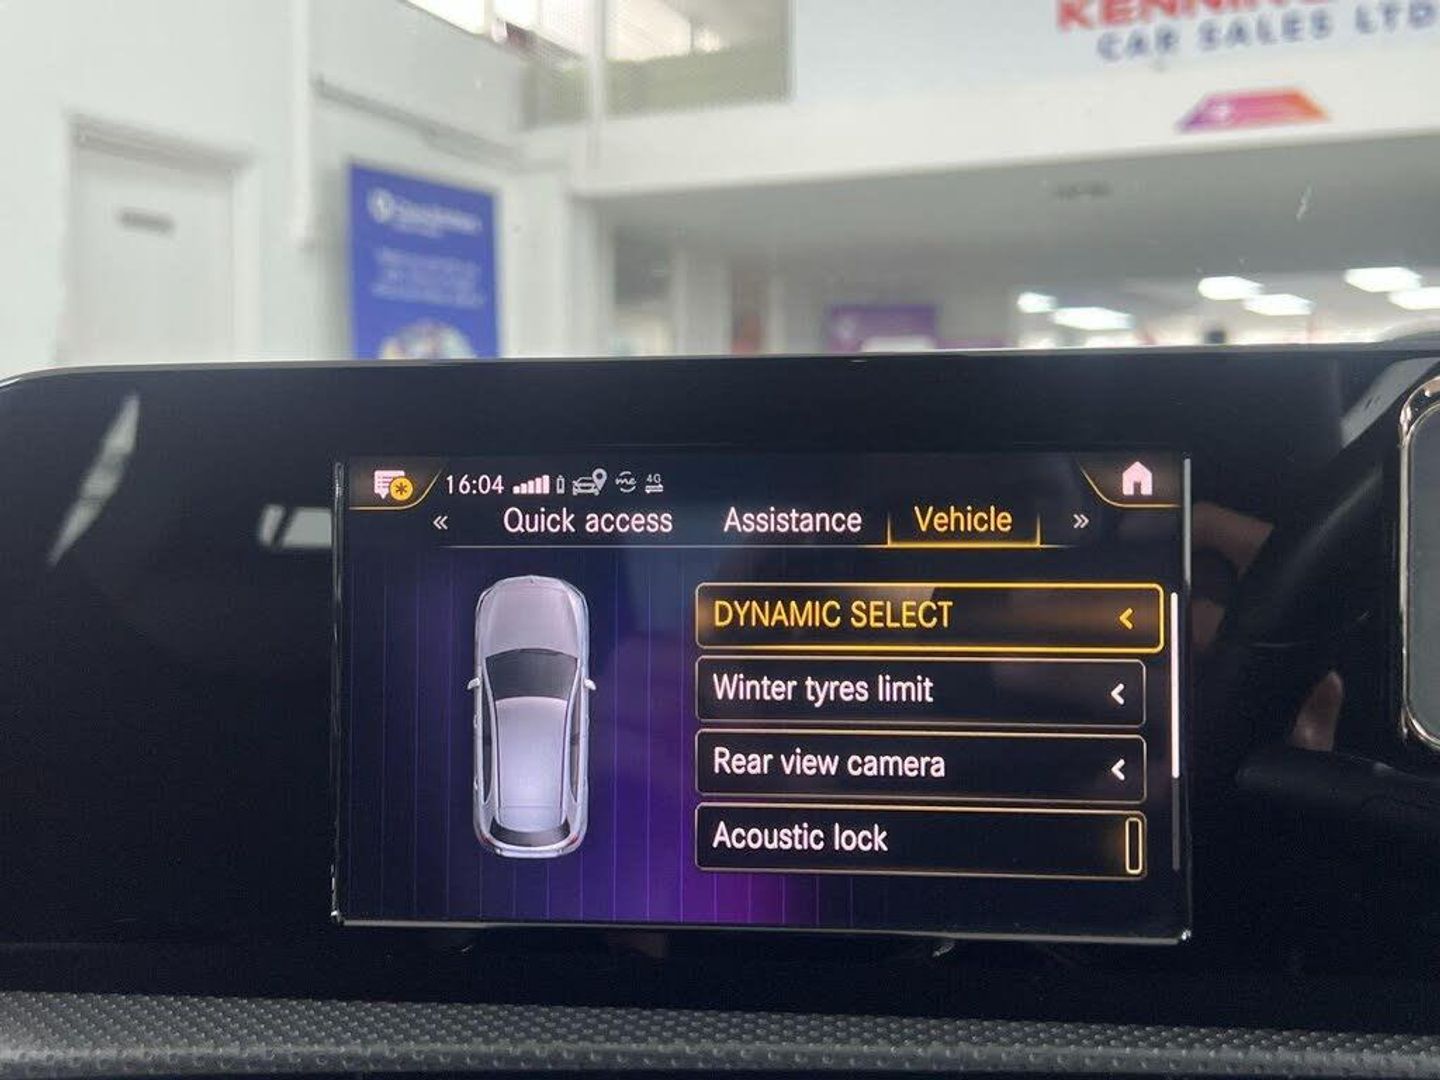 CAR SALES LTD
16:04
4G
me
« Quick access Assistance Vehicle »
DYNAMIC SELECT
Winter tyres limit
Rear view camera
Acoustic lock